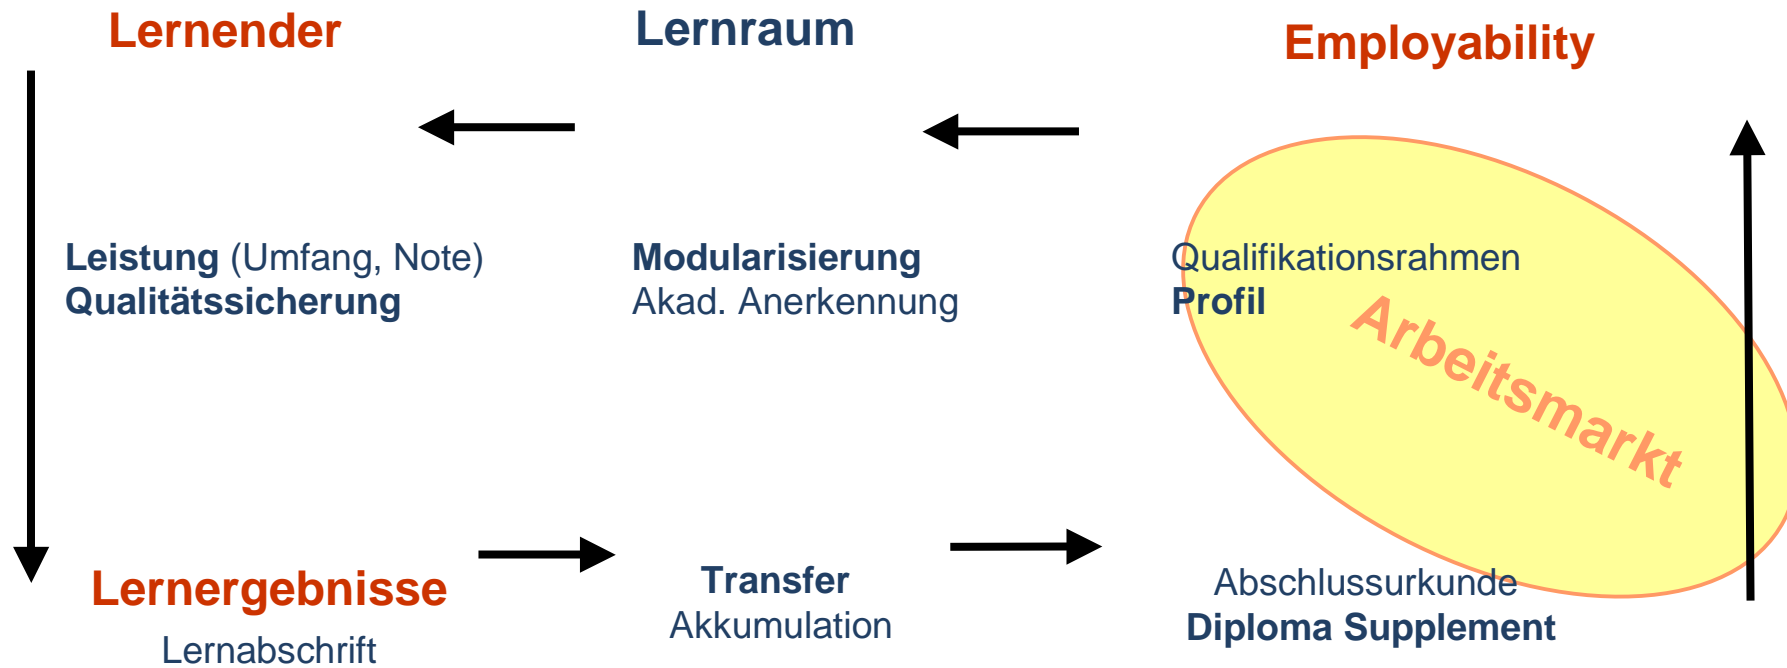 Lernender
Lernraum
Employability
Leistung (Umfang, Note)
Qualitätssicherung
Modularisierung
Akad. Anerkennung
Qualifikationsrahmen
Profil
Arbeitsmarkt
Lernergebnisse
Lernabschrift
Transfer
Akkumulation
Abschlussurkunde
Diploma Supplement